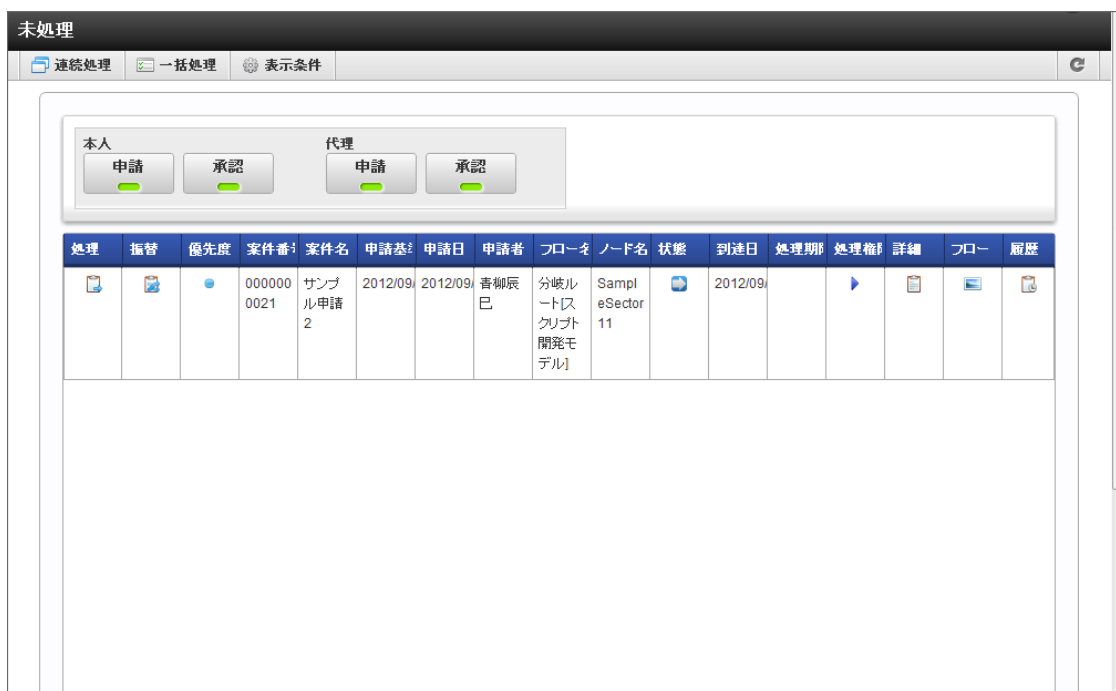 未処理
連続処理 一括処理 表示条件
本人 代理
申請 承認 申請 承認
処理 振替 優先度 案件番 案件名 申請基 申請日 申請者 フロー名 ノード名 状態 到達日 処理期 処理権 詳細 フロー 履歴
000000 サンプ 2012/09/ 2012/09/ 青柳辰 分岐ル Sampl 2012/09/
0021 ル申請 巳 ート[ス eSector
2 クリプト 11
開発モ
デル]